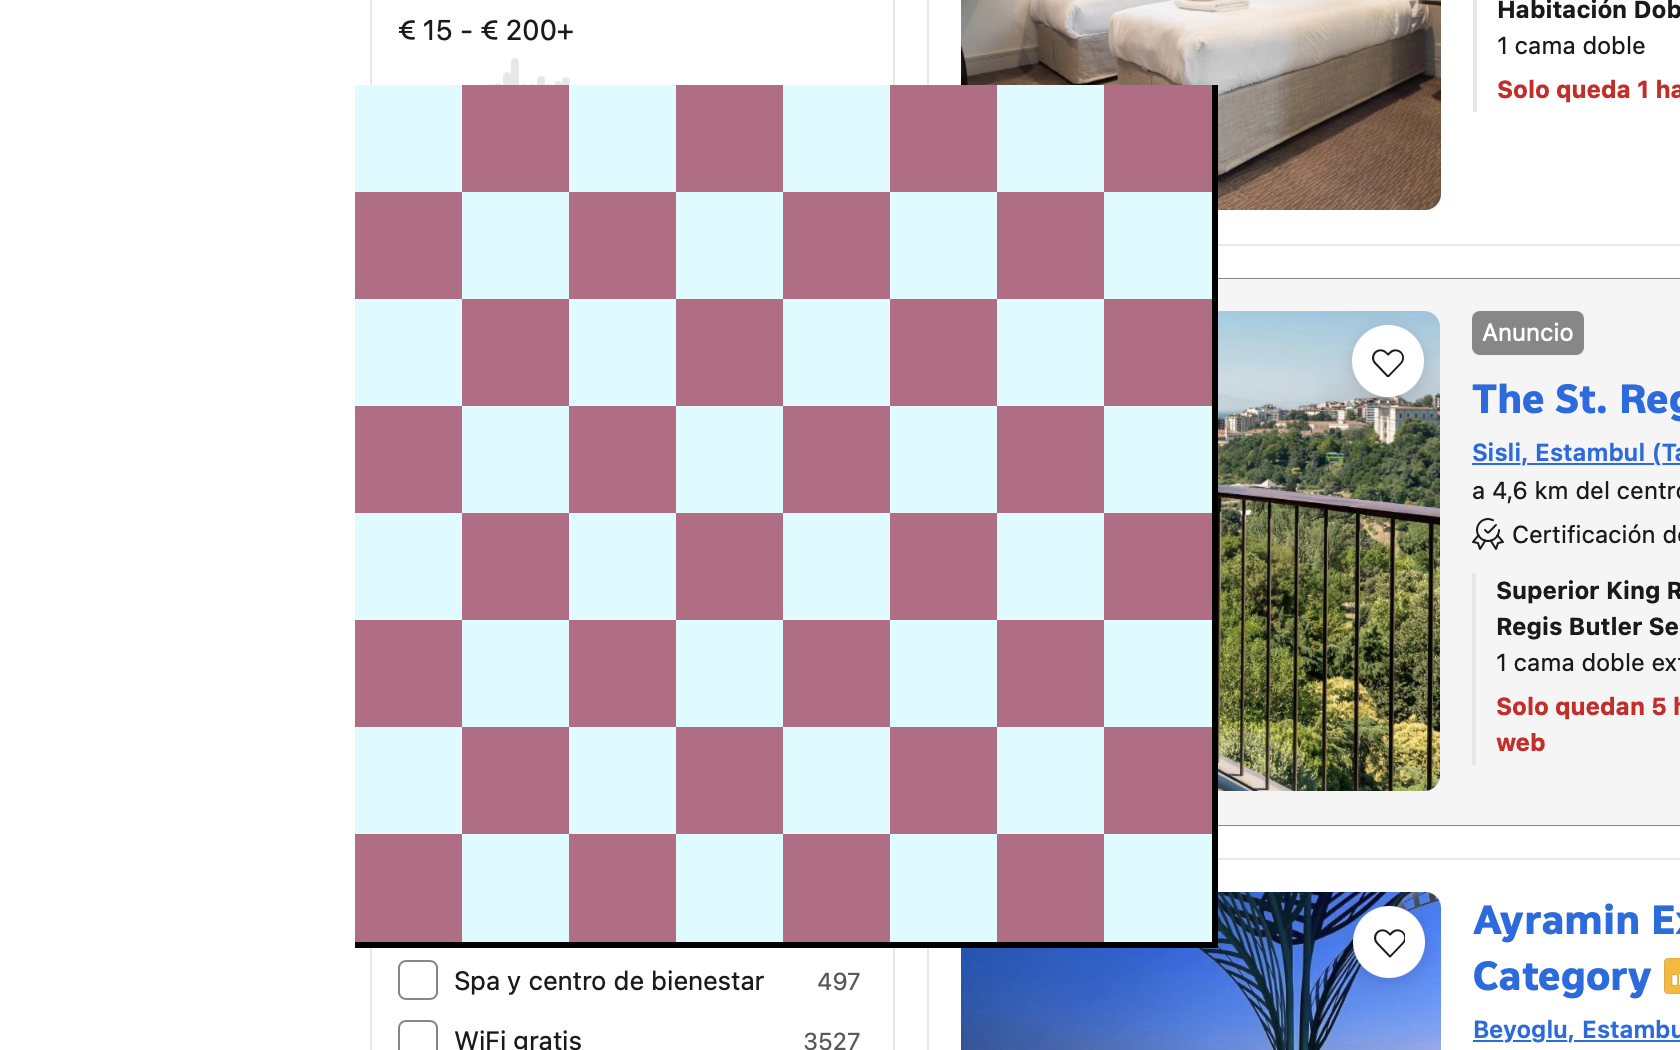 € 15 - € 200+
Spa y centro de bienestar 497
WiFi gratis 3527
Habitación Dob
1 cama doble
Solo queda 1 ha
Anuncio
The St. Reg
Sisli, Estambul (Ta
a 4,6 km del centro
Certificación de
Superior King R
Regis Butler Se
1 cama doble ext
Solo quedan 5 h
web
Ayramin Ex
Category
Beyoglu, Estambu